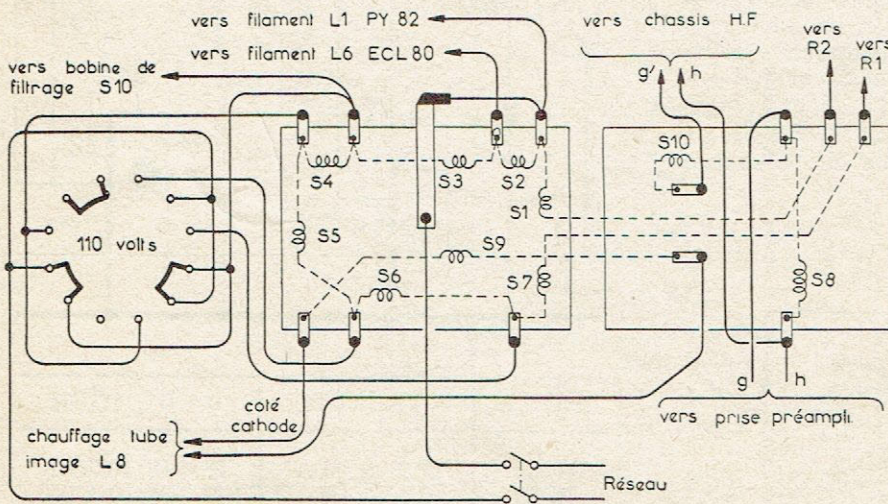 vers filament L1 PY 82
vers filament L6 ECL 80
vers bobine de
filtrage S10
vers chassis H.F
g' h
vers
R2
vers
R1
S10
S4
S3
S2
S1
S5
S9
S7
S6
S8
110 volts
g h
vers prise préampli.
coté
cathode
chauffage tube
image L8
Réseau